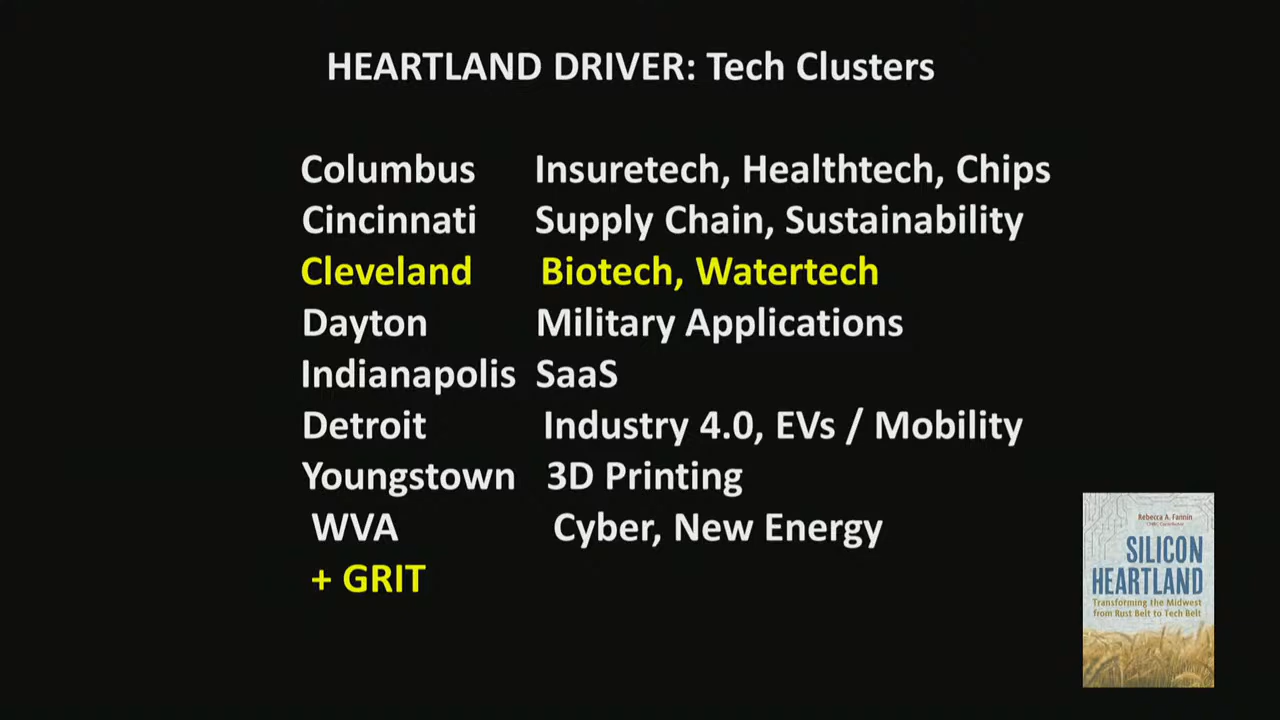 HEARTLAND DRIVER: Tech Clusters
Columbus Insuretech, Healthtech, Chips
Cincinnati Supply Chain, Sustainability
Cleveland Biotech, Watertech
Dayton Military Applications
Indianapolis SaaS
Detroit Industry 4.0, EVs / Mobility
Youngstown 3D Printing
WVA Cyber, New Energy
+ GRIT
Rebecca A. Fannin
SILICON
HEARTLAND
Transforming the Midwest
from Rust Belt to Tech Belt